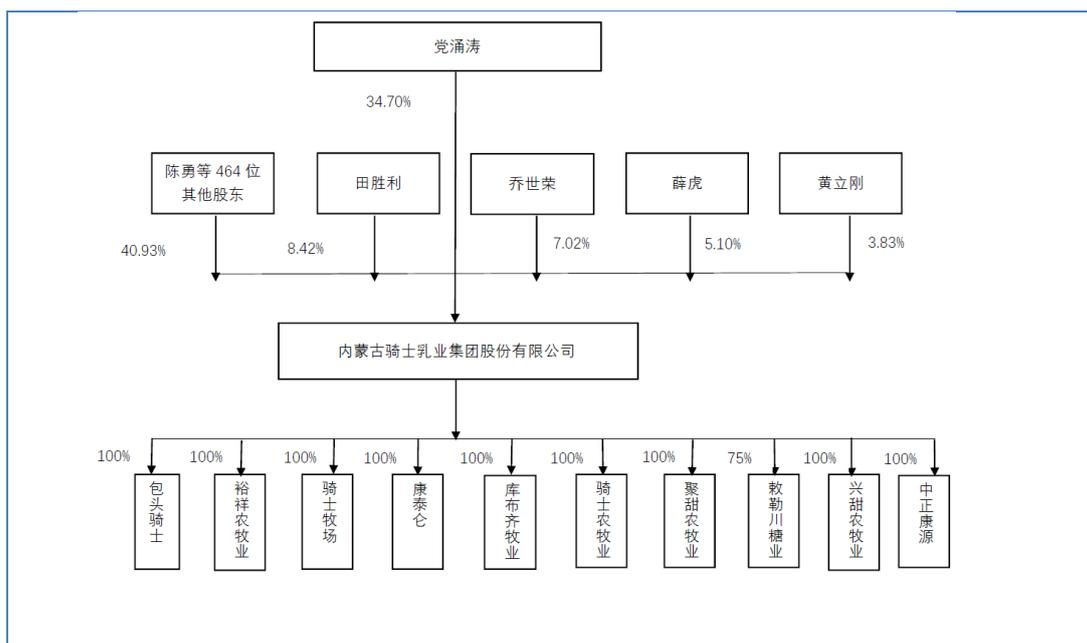 党涌涛
34.70%
陈勇等 464 位
其他股东
田胜利
乔世荣
薛虎
黄立刚
40.93%
8.42%
7.02%
5.10%
3.83%
内蒙古骑士乳业集团股份有限公司
100%
100%
100%
100%
100%
100%
100%
75%
100%
100%
包头骑士
裕祥农牧业
骑士牧场
康泰仑
库布齐牧业
骑士农牧业
聚甜农牧业
敕勒川糖业
兴甜农牧业
中正康源